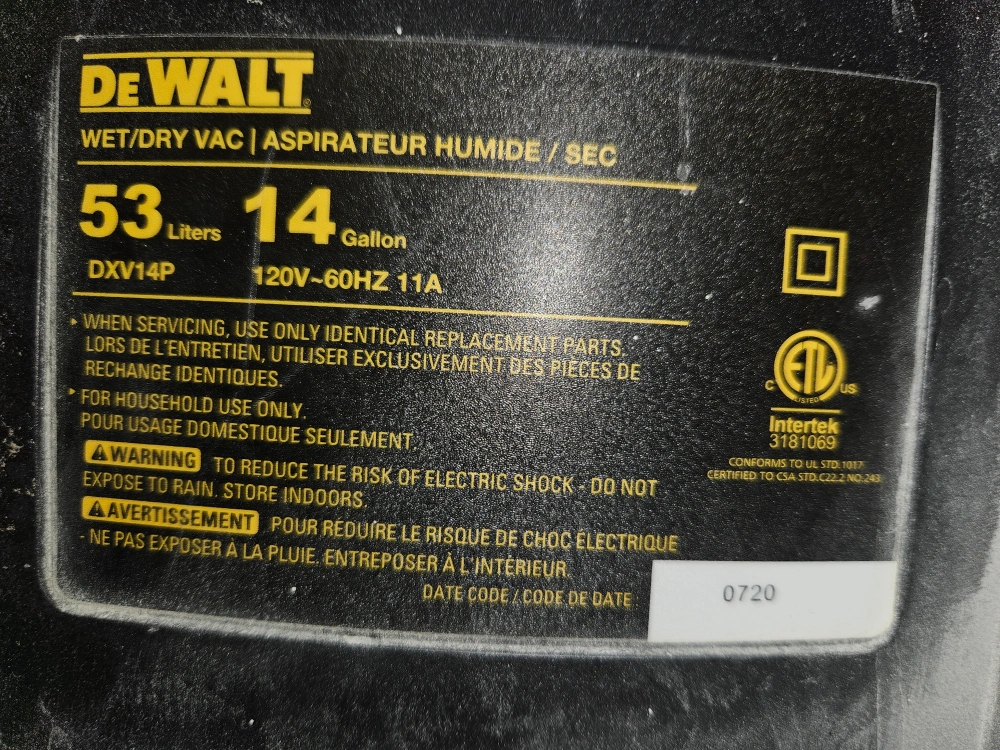 DEWALT
WET/DRY VAC | ASPIRATEUR HUMIDE / SEC
53 Liters 14 Gallon
DXV14P 120V~60HZ 11A
‣ WHEN SERVICING, USE ONLY IDENTICAL REPLACEMENT PARTS.
LORS DE L'ENTRETIEN, UTILISER EXCLUSIVEMENT DES PIÈCES DE
RECHANGE IDENTIQUES.
‣ FOR HOUSEHOLD USE ONLY.
POUR USAGE DOMESTIQUE SEULEMENT.
⚠WARNING TO REDUCE THE RISK OF ELECTRIC SHOCK - DO NOT
EXPOSE TO RAIN. STORE INDOORS.
⚠AVERTISSEMENT POUR RÉDUIRE LE RISQUE DE CHOC ÉLECTRIQUE
- NE PAS EXPOSER À LA PLUIE. ENTREPOSER À L'INTÉRIEUR.
DATE CODE / CODE DE DATE 0720
ETL
C US
LISTED
Intertek
3181069
CONFORMS TO UL STD.1017
CERTIFIED TO CSA STD.C22.2 NO.243